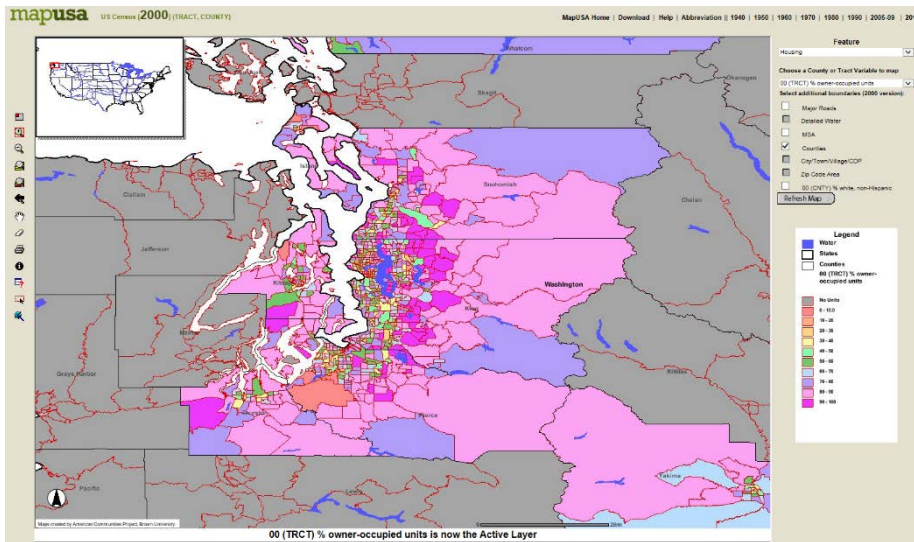 mapusa US Census (2000) (TRACT, COUNTY)
MapUSA Home | Download | Help | Abbreviation || 1940 | 1950 | 1960 | 1970 | 1980 | 1990 | 2005-09 | 201
Feature
Housing
Choose a County or Tract Variable to map
00 (TRCT) % owner-occupied units
Select additional boundaries (2000 version):
Major Roads
Detailed Water
MSA
Counties
City/Town/Village/CDP
Zip Code Area
00 (CNTY) % white, non-Hispanic
Refresh Map
Legend
Water
States
Counties
00 (TRCT) % owner-
occupied units
No Units
0 - 10.0
10 - 20
20 - 30
30 - 40
40 - 50
50 - 60
60 - 70
70 - 80
80 - 90
90 - 100
Whatcom
Okanogan
Skagit
Island
Snohomish
Clallam
Chelan
Jefferson
Washington
King
Mason
Grays Harbor
Kittitas
Thurston
Pierce
Yakima
Pacific
Lewis
Maps created by American Communities Project, Brown University
00 (TRCT) % owner-occupied units is now the Active Layer